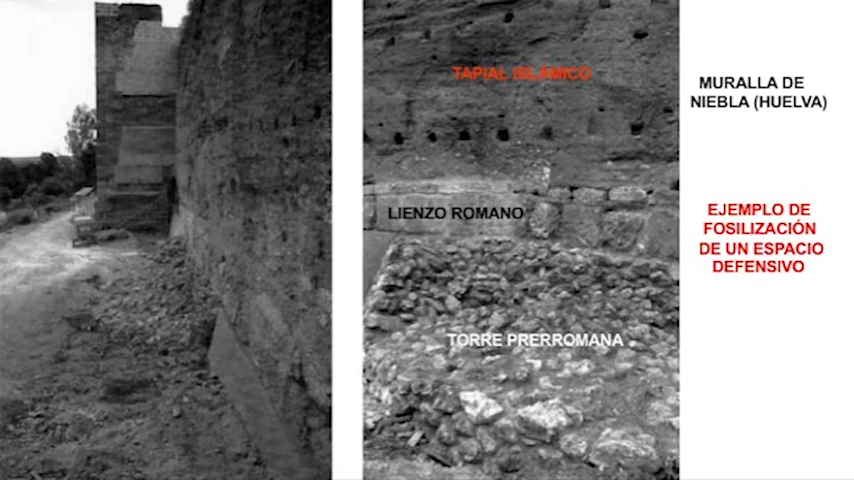 TAPIAL ISLÁMICO
LIENZO ROMANO
TORRE PRERROMANA
MURALLA DE
NIEBLA (HUELVA)
EJEMPLO DE
FOSILIZACIÓN
DE UN ESPACIO
DEFENSIVO